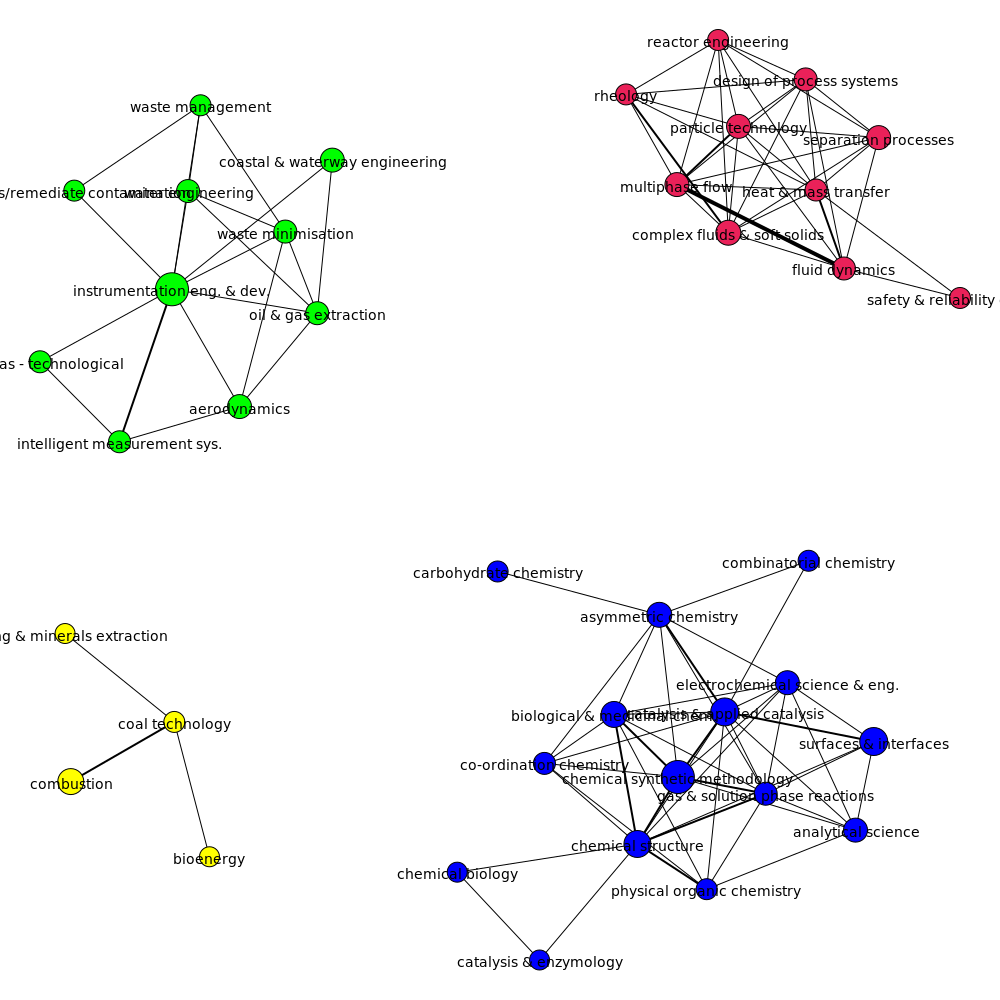 reactor engineering
design of process systems
rheology
waste management
particle technology
separation processes
coastal & waterway engineering
multiphase flow
heat & mass transfer
s/remediate contamination
water engineering
waste minimisation
complex fluids & soft solids
fluid dynamics
instrumentation eng. & dev.
safety & reliability
oil & gas extraction
as - technological
aerodynamics
intelligent measurement sys.
combinatorial chemistry
carbohydrate chemistry
asymmetric chemistry
g & minerals extraction
electrochemical science & eng.
biological & medicinal chem.
catalysis & applied catalysis
coal technology
surfaces & interfaces
co-ordination chemistry
chemical synthetic methodology
combustion
gas & solution phase reactions
analytical science
chemical structure
bioenergy
chemical biology
physical organic chemistry
catalysis & enzymology